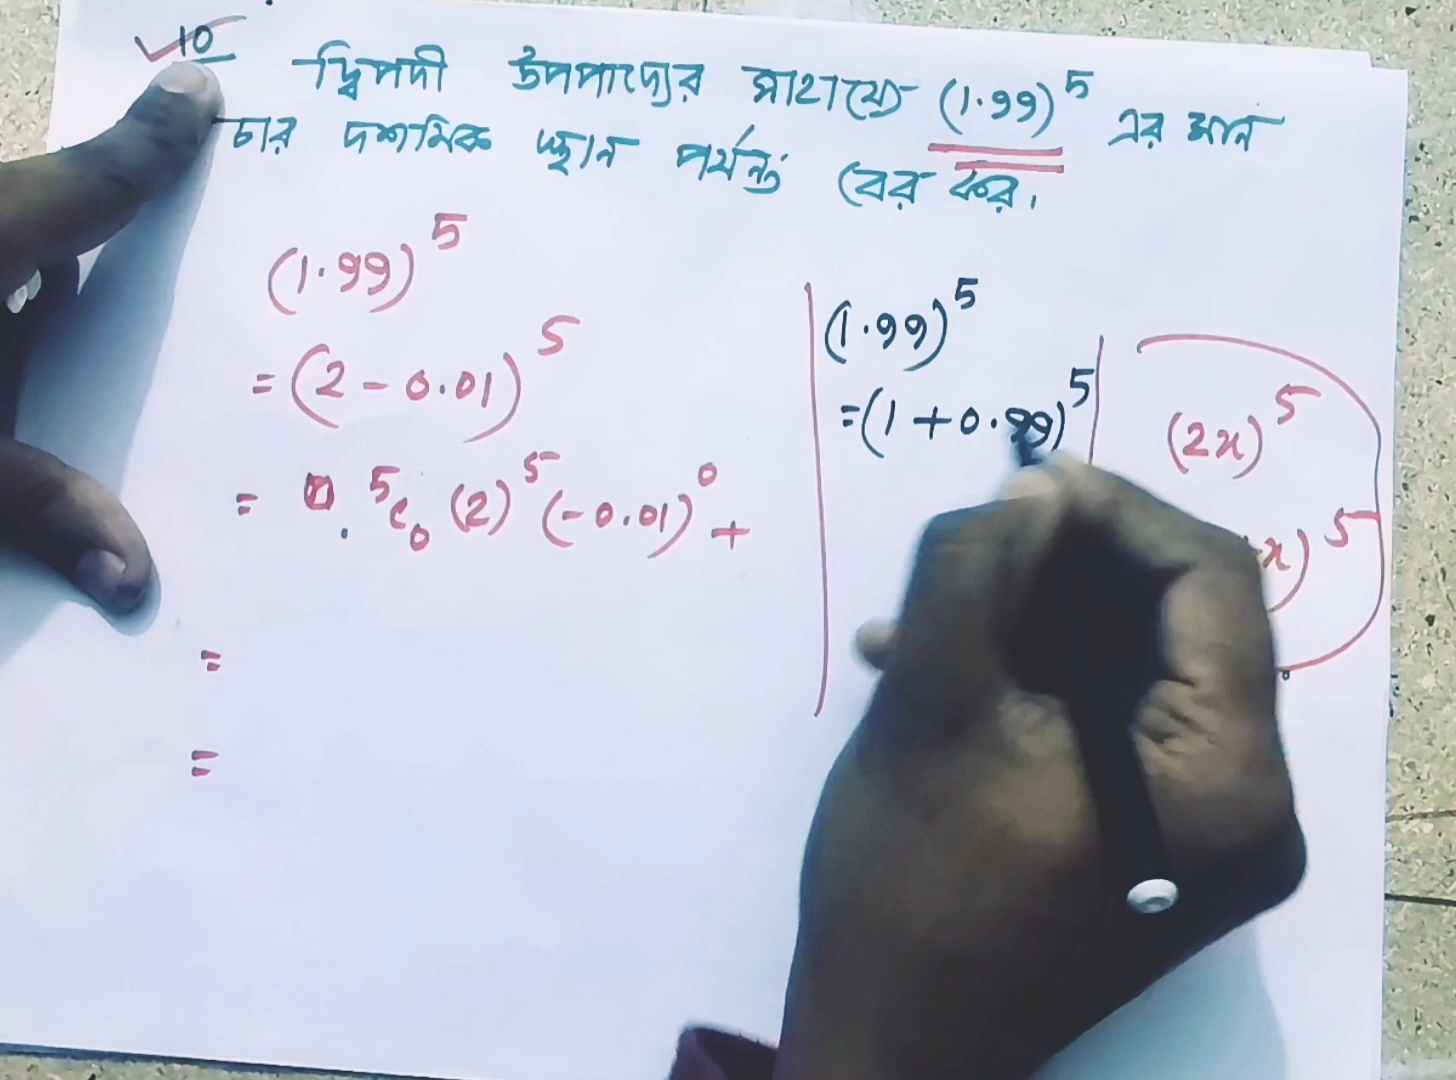 10 দ্বিপদী উপপাদ্যের সাহায্যে (1.99)^5 এর মান
চার দশমিক স্থান পর্যন্ত বের কর।
(1.99)^5
= (2 - 0.01)^5
= ⁵C₀ (2)^5 (-0.01)^0 +
=
=
(1.99)^5
= (1 + 0.99)^5
(2x)^5
x)^5